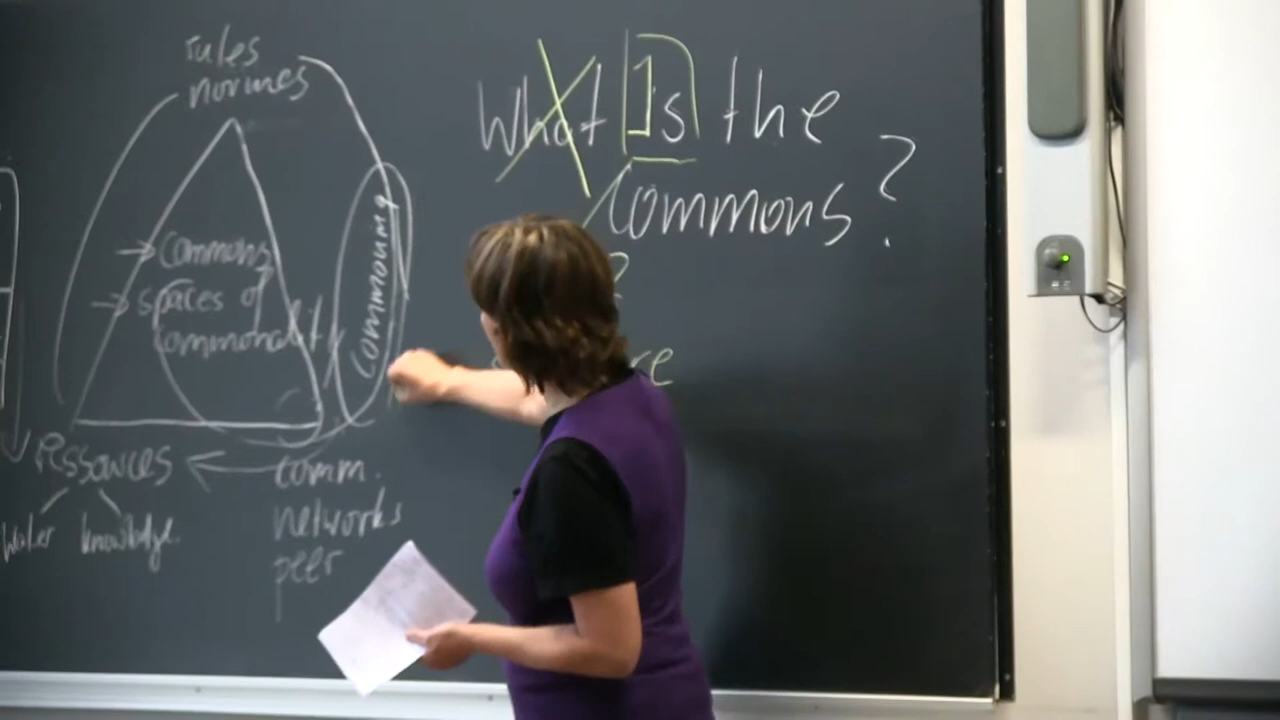 rules
normes
Commons
spaces of
commonality
commoning
ressources
water knowledge
comm.
networks
peer
What is the
Commons ?
?
re